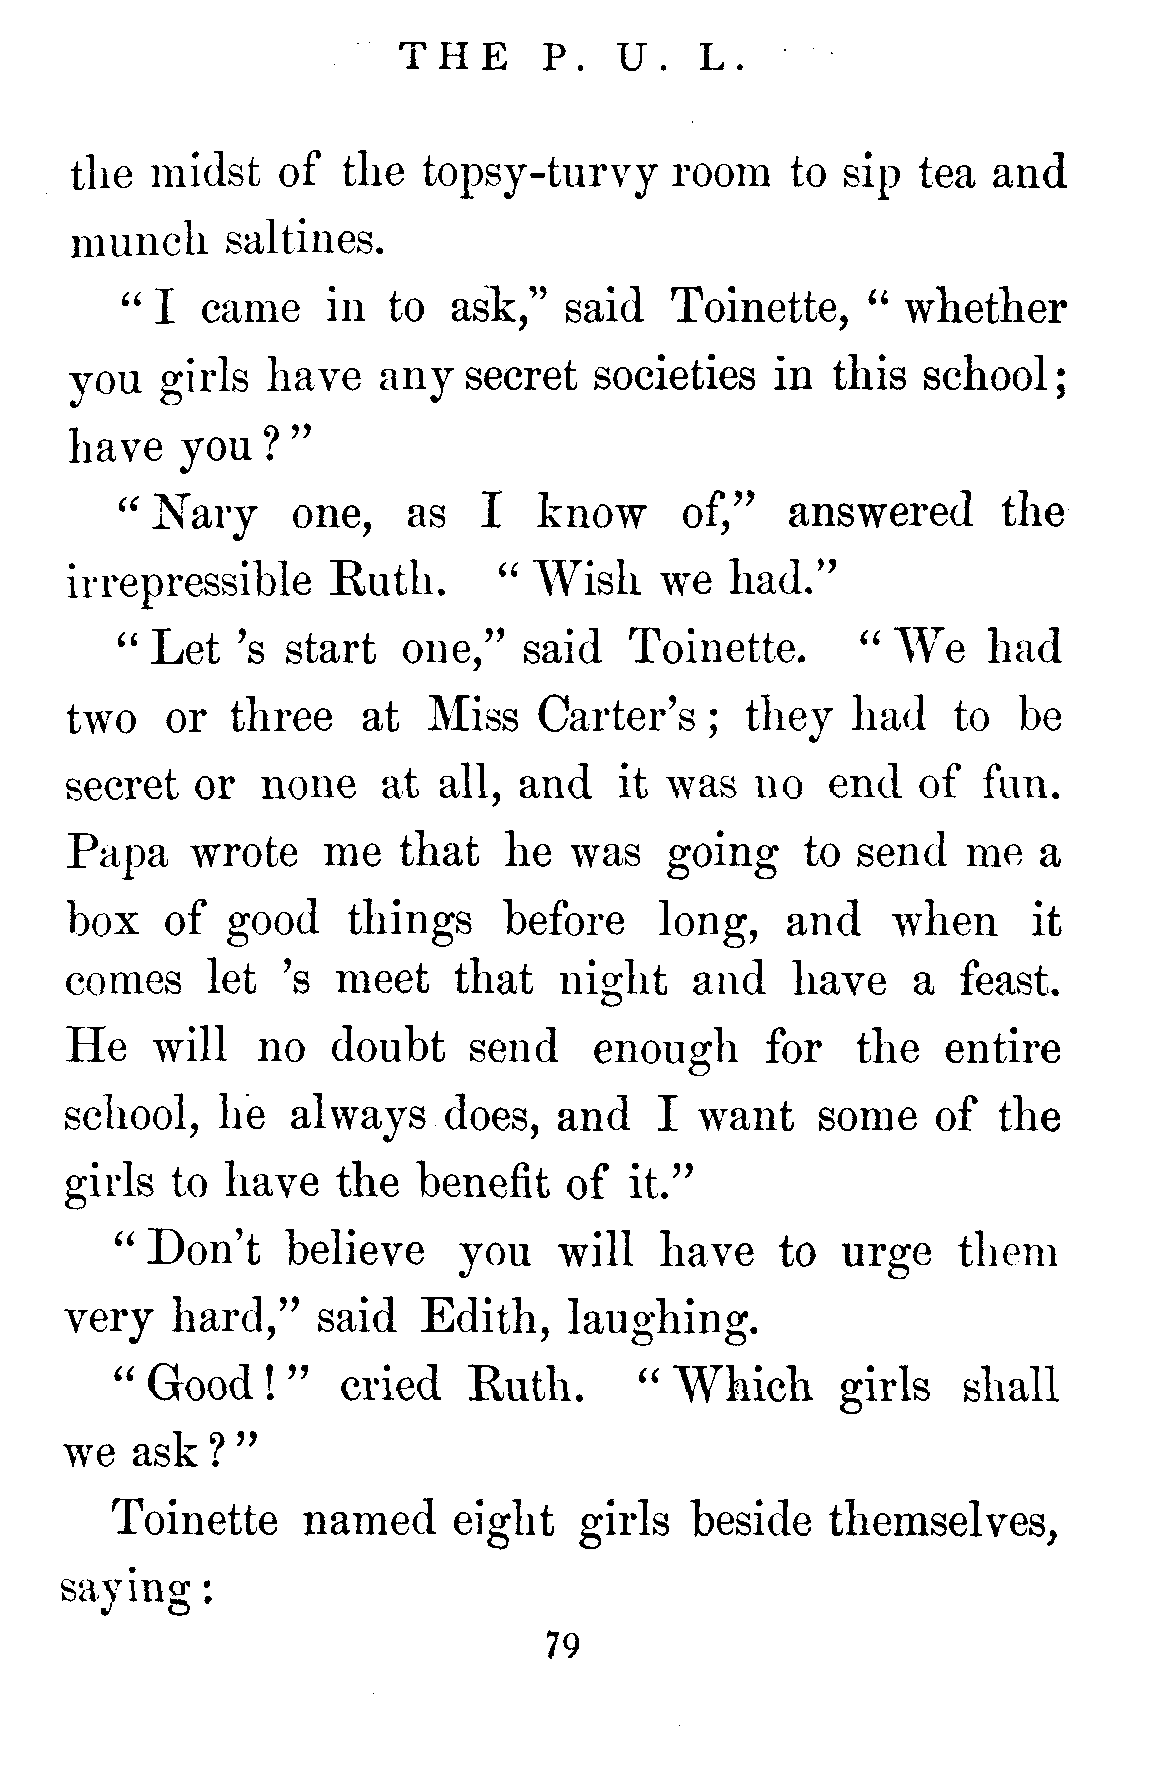 THE P. U. L.
the midst of the topsy-turvy room to sip tea and
munch saltines.
“ I came in to ask,” said Toinette, “ whether
you girls have any secret societies in this school;
have you ? ”
“ Nary one, as I know of,” answered the
irrepressible Ruth. “ Wish we had.”
“ Let 's start one,” said Toinette. “ We had
two or three at Miss Carter's ; they had to be
secret or none at all, and it was no end of fun.
Papa wrote me that he was going to send me a
box of good things before long, and when it
comes let 's meet that night and have a feast.
He will no doubt send enough for the entire
school, he always does, and I want some of the
girls to have the benefit of it.”
“ Don't believe you will have to urge them
very hard,” said Edith, laughing.
“ Good ! ” cried Ruth. “ Which girls shall
we ask ? ”
Toinette named eight girls beside themselves,
saying :
79